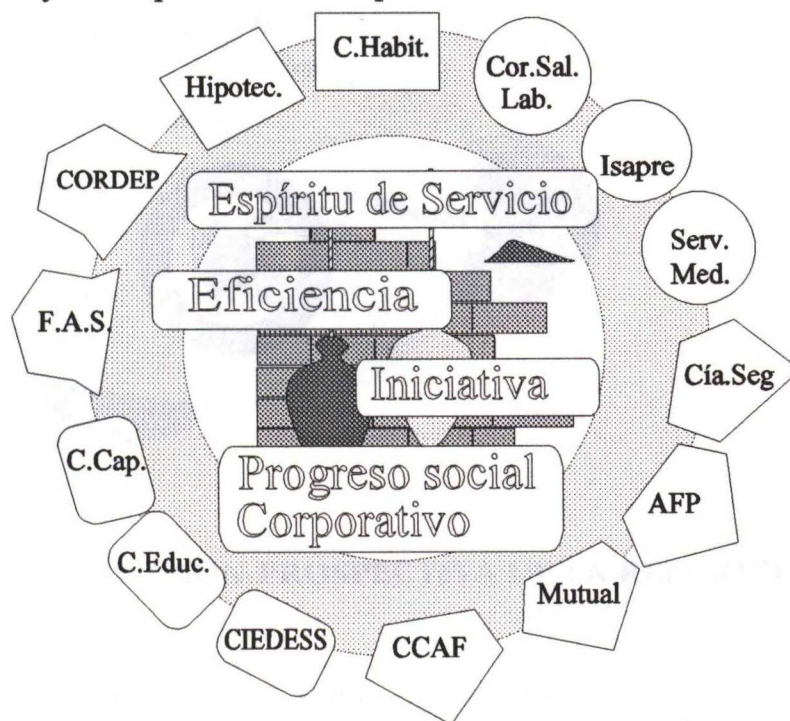 C.Habit.
Cor.Sal.
Lab.
Hipotec.
Isapre
CORDEP
Espíritu de Servicio
Serv.
Med.
Eficiencia
F.A.S.
Cía.Seg
Iniciativa
C.Cap.
Progreso social
Corporativo
AFP
C.Educ.
Mutual
CIEDESS
CCAF